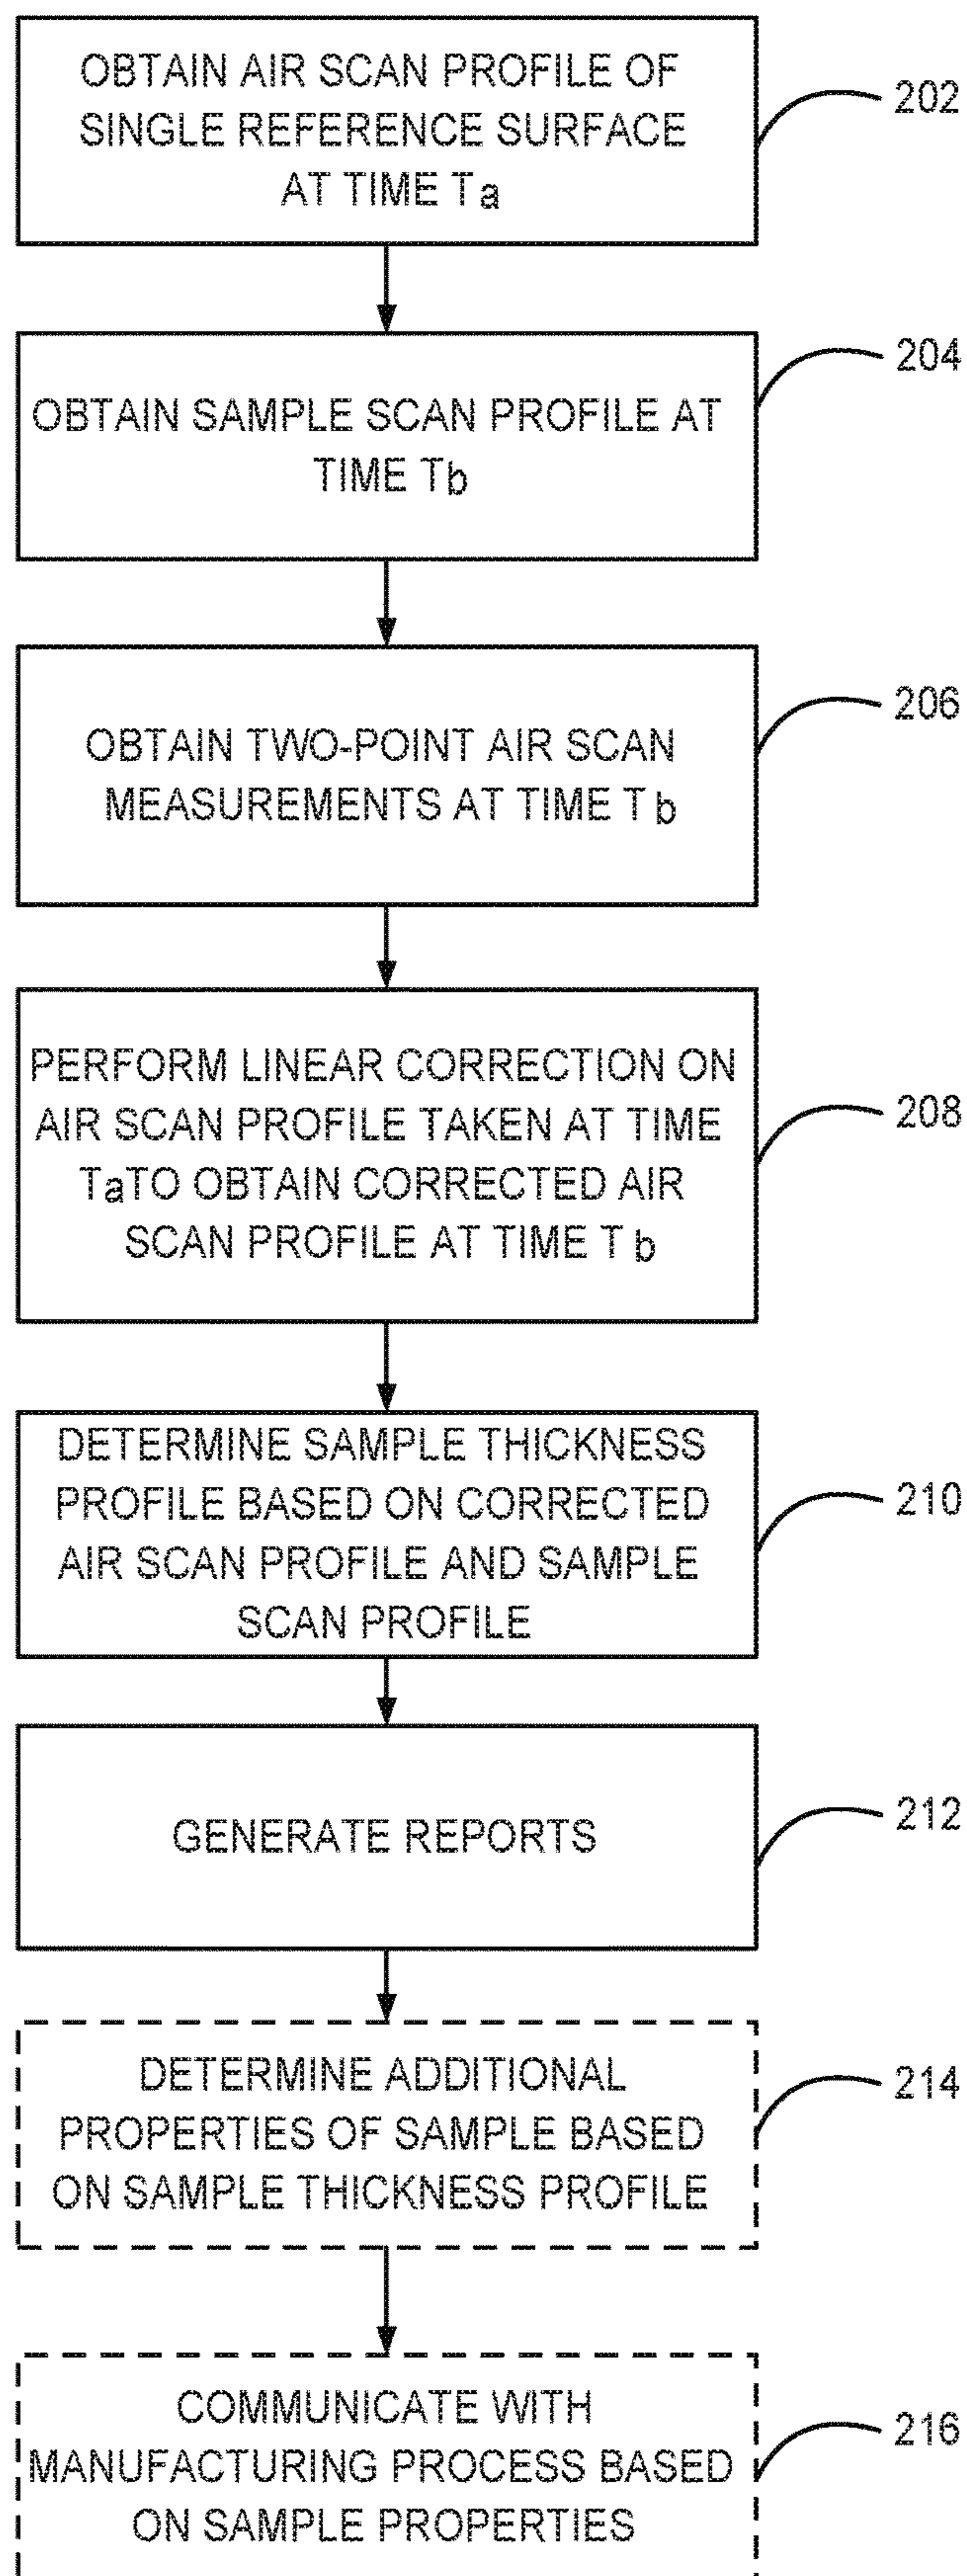 OBTAIN AIR SCAN PROFILE OF
SINGLE REFERENCE SURFACE
AT TIME Ta
202
OBTAIN SAMPLE SCAN PROFILE AT
TIME Tb
204
OBTAIN TWO-POINT AIR SCAN
MEASUREMENTS AT TIME Tb
206
PERFORM LINEAR CORRECTION ON
AIR SCAN PROFILE TAKEN AT TIME
TaTO OBTAIN CORRECTED AIR
SCAN PROFILE AT TIME Tb
208
DETERMINE SAMPLE THICKNESS
PROFILE BASED ON CORRECTED
AIR SCAN PROFILE AND SAMPLE
SCAN PROFILE
210
GENERATE REPORTS
212
DETERMINE ADDITIONAL
PROPERTIES OF SAMPLE BASED
ON SAMPLE THICKNESS PROFILE
214
COMMUNICATE WITH
MANUFACTURING PROCESS BASED
ON SAMPLE PROPERTIES
216